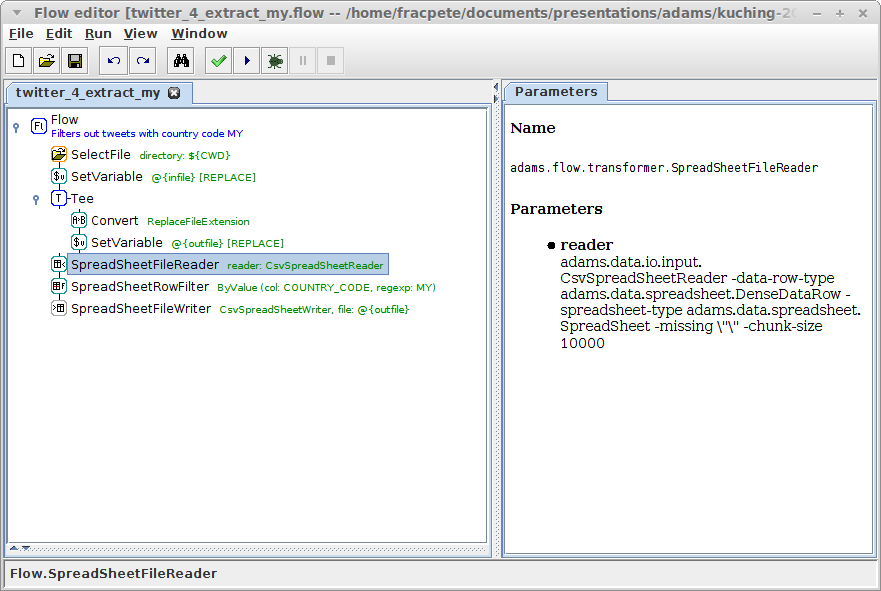 Flow editor [twitter_4_extract_my.flow -- /home/fracpete/documents/presentations/adams/kuching-20
File Edit Run View Window
twitter_4_extract_my
Parameters
Flow
Filters out tweets with country code MY
SelectFile directory: ${CWD}
SetVariable @{infile} [REPLACE]
Tee
Convert ReplaceFileExtension
SetVariable @{outfile} [REPLACE]
SpreadSheetFileReader reader: CsvSpreadSheetReader
SpreadSheetRowFilter ByValue (col: COUNTRY_CODE, regexp: MY)
SpreadSheetFileWriter CsvSpreadSheetWriter, file: @{outfile}
Name
adams.flow.transformer.SpreadSheetFileReader
Parameters
reader
adams.data.io.input.
CsvSpreadSheetReader -data-row-type
adams.data.spreadsheet.DenseDataRow -
spreadsheet-type adams.data.spreadsheet.
SpreadSheet -missing \"\" -chunk-size
10000
Flow.SpreadSheetFileReader